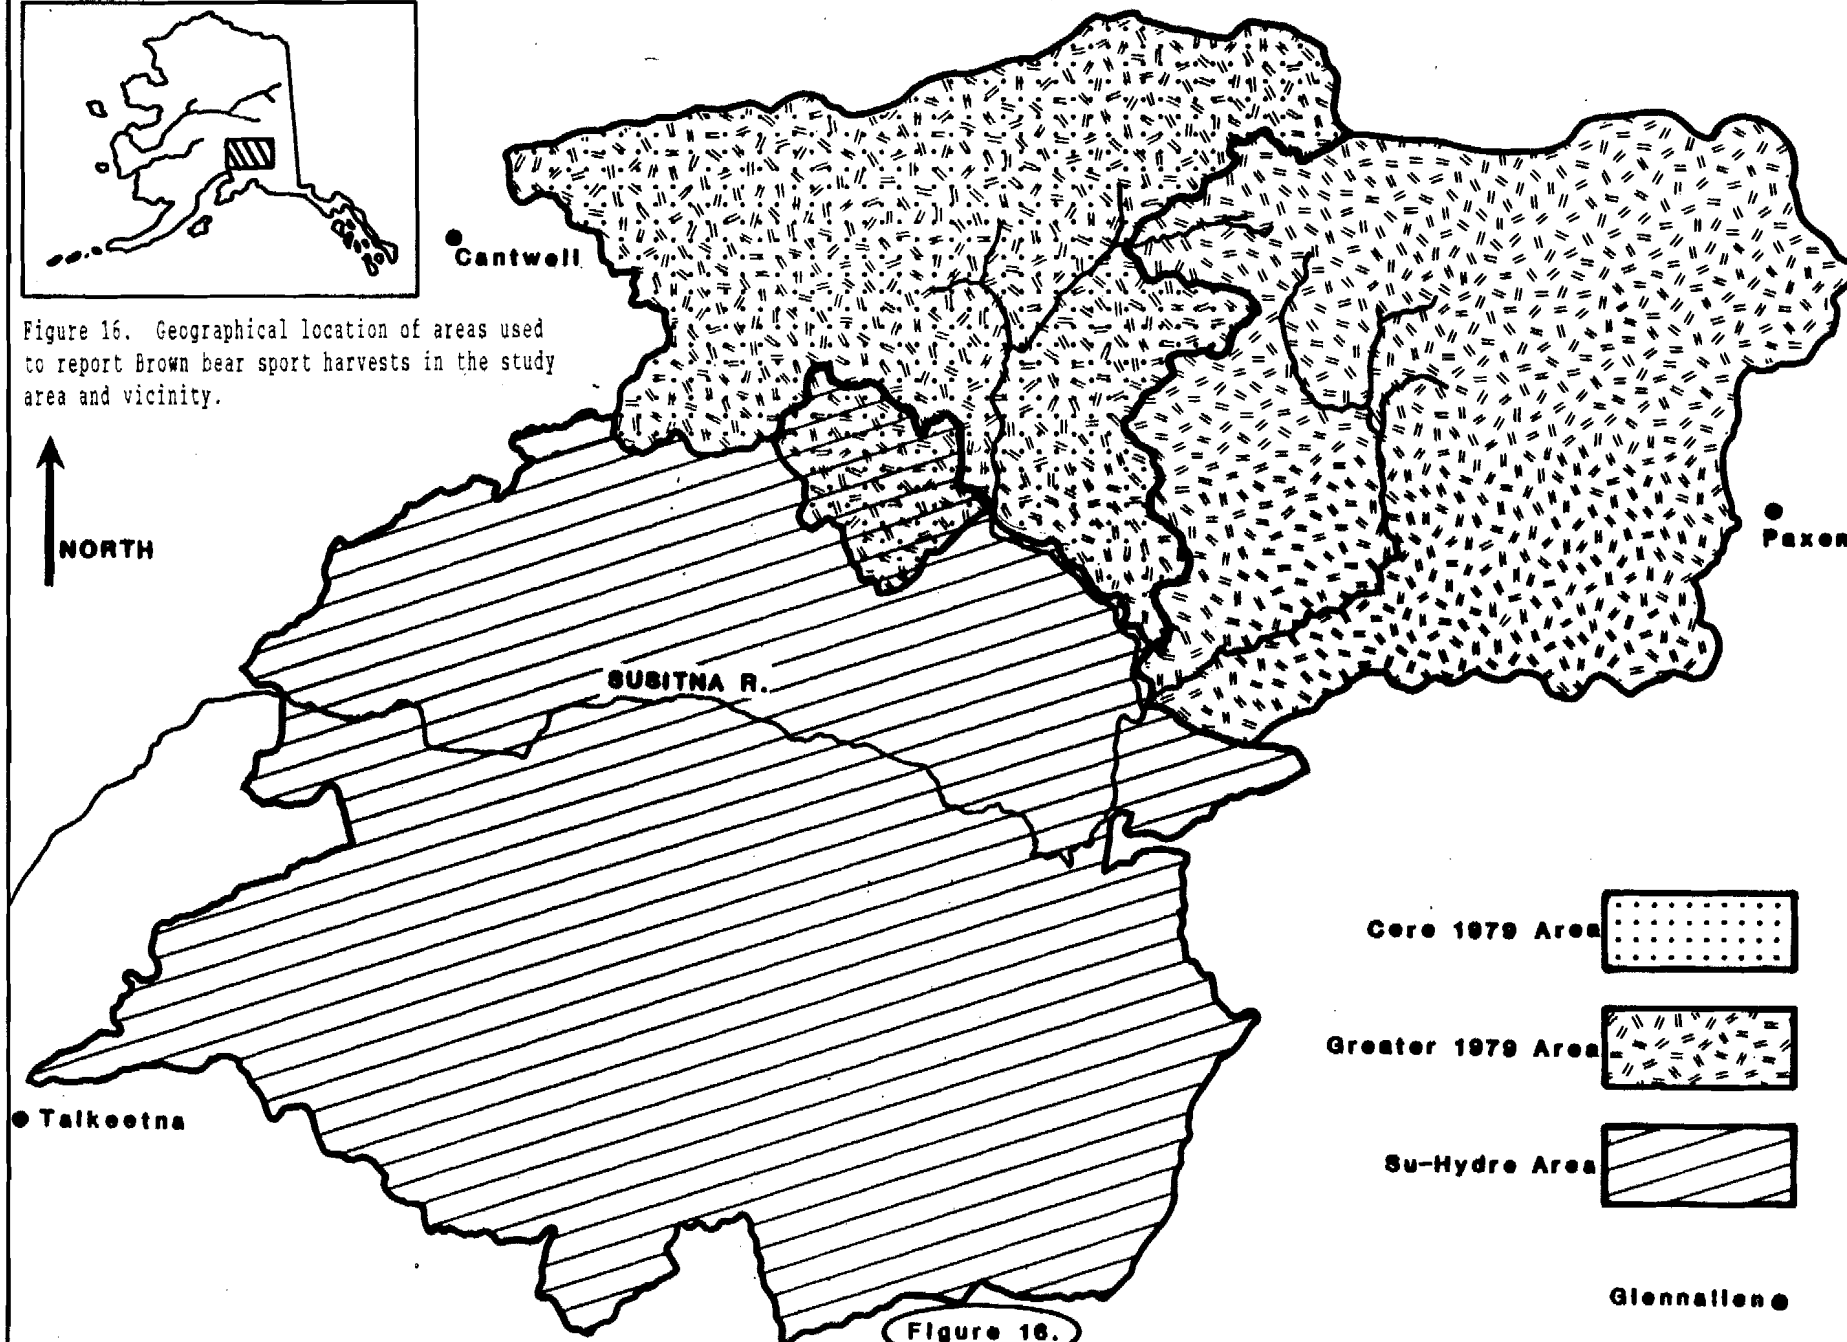 Cantwell
Figure 16. Geographical location of areas used
to report Brown bear sport harvests in the study
area and vicinity.
NORTH
Paxon
SUSITNA R.
Core 1979 Area
Greater 1979 Area
Talkeetna
Su-Hydro Area
Glennallen
Figure 16.